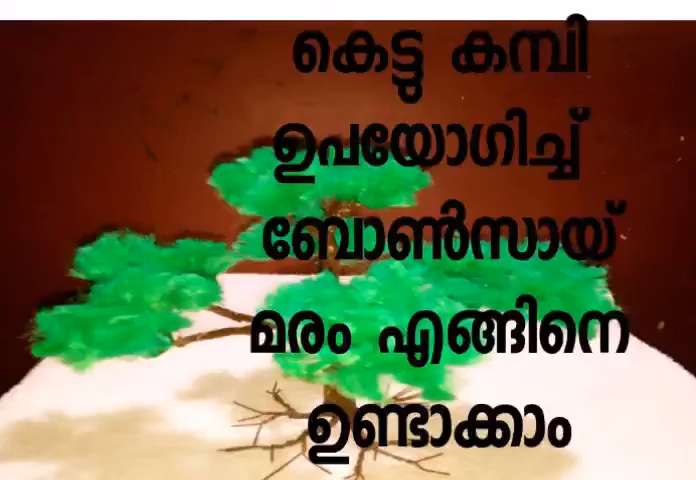 കെട്ടു കമ്പി
ഉപയോഗിച്ച്
ബോൺസായ്
മരം എങ്ങിനെ
ഉണ്ടാക്കാം